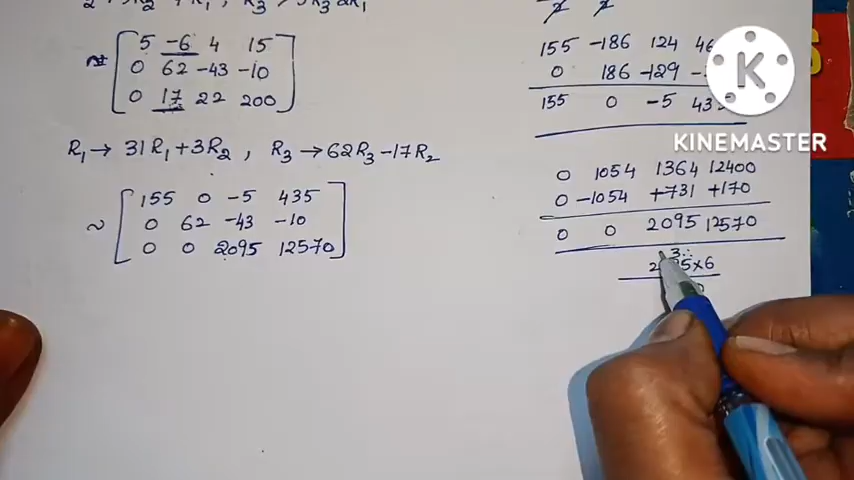 5 -6 4 15
≈ 0 62 -43 -10
0 17 22 200
R₁ → 31R₁+3R₂ , R₃ → 62R₃-17R₂
155 0 -5 435
~ 0 62 -43 -10
0 0 2095 12570
155 -186 124
0 186 -129
155 0 -5
K
KINEMASTER
0 1054 1364 12400
0 -1054 +731 +170
0 0 2095 12570